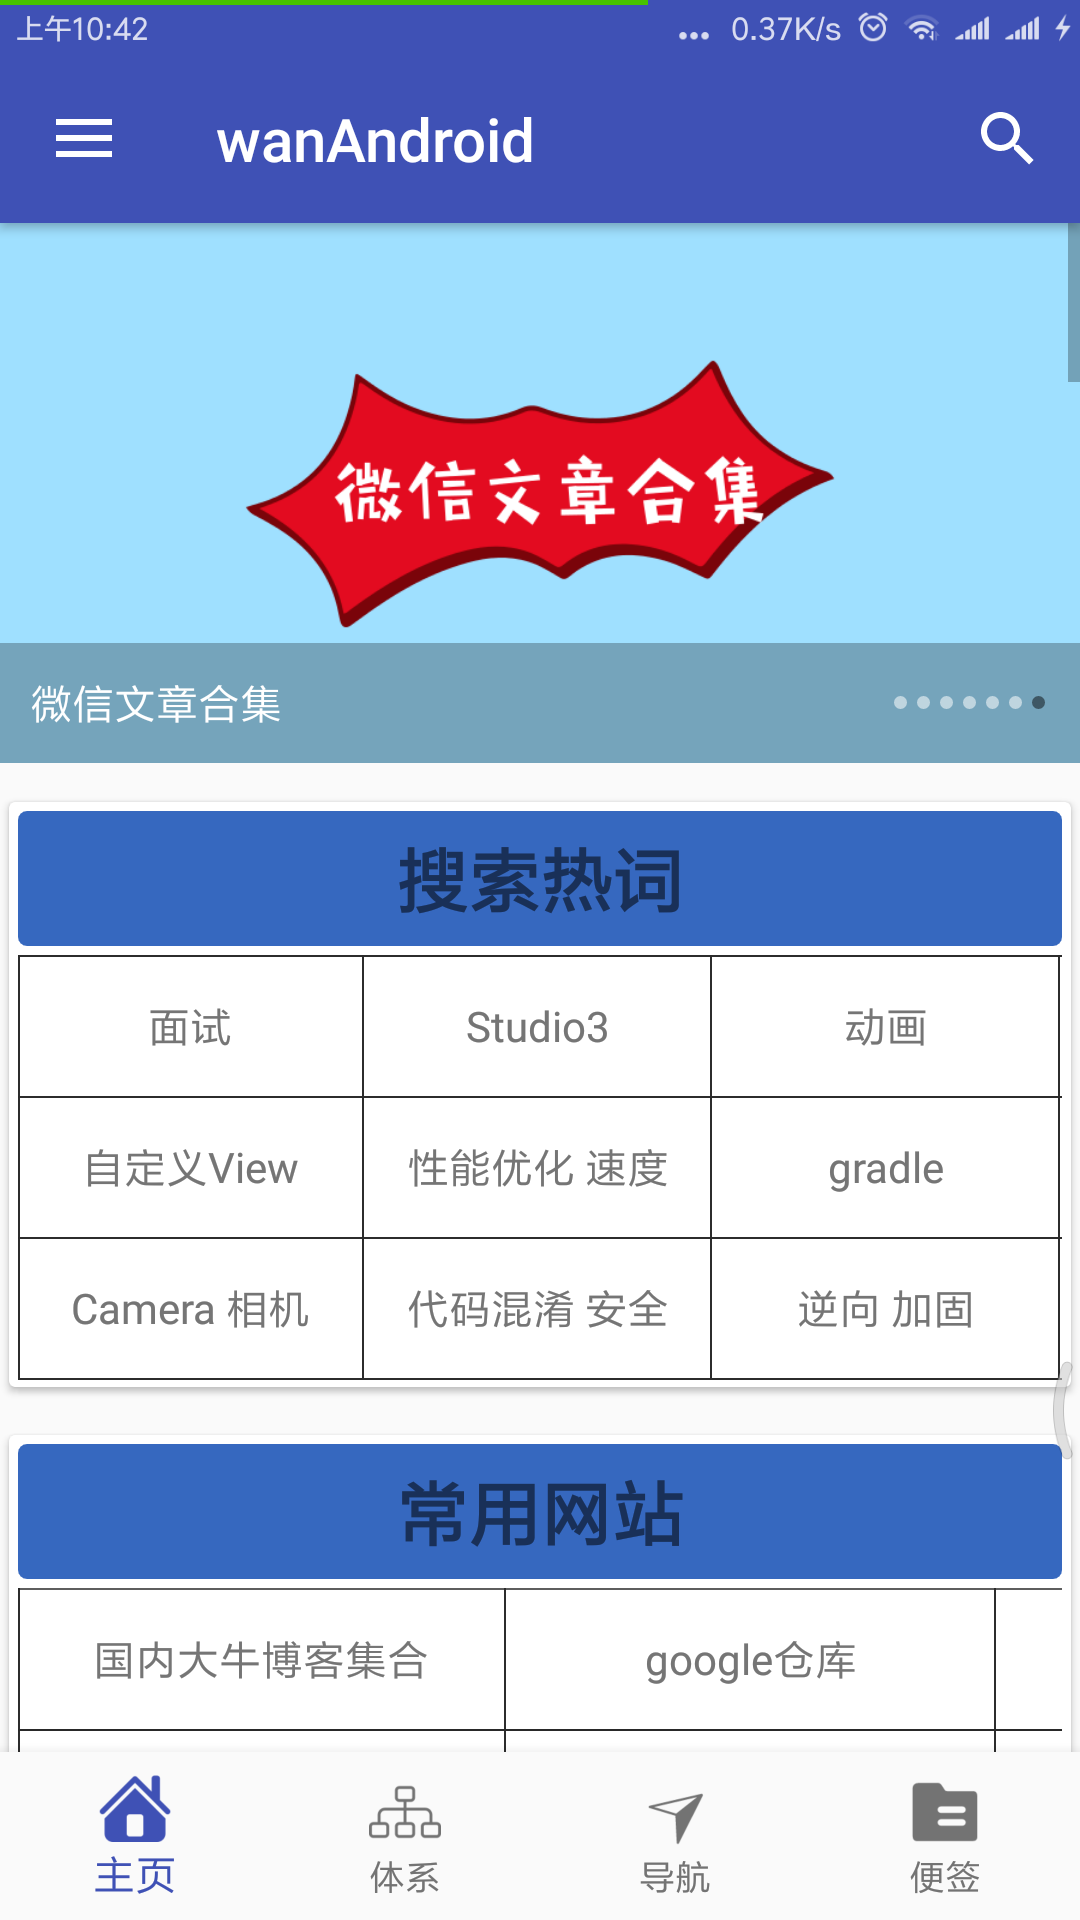 上午10:42
... 0.37K/s
wanAndroid
微信文章合集
微信文章合集
搜索热词
面试 Studio3 动画
自定义View 性能优化 速度 gradle
Camera 相机 代码混淆 安全 逆向 加固
常用网站
国内大牛博客集合 google仓库
主页 体系 导航 便签